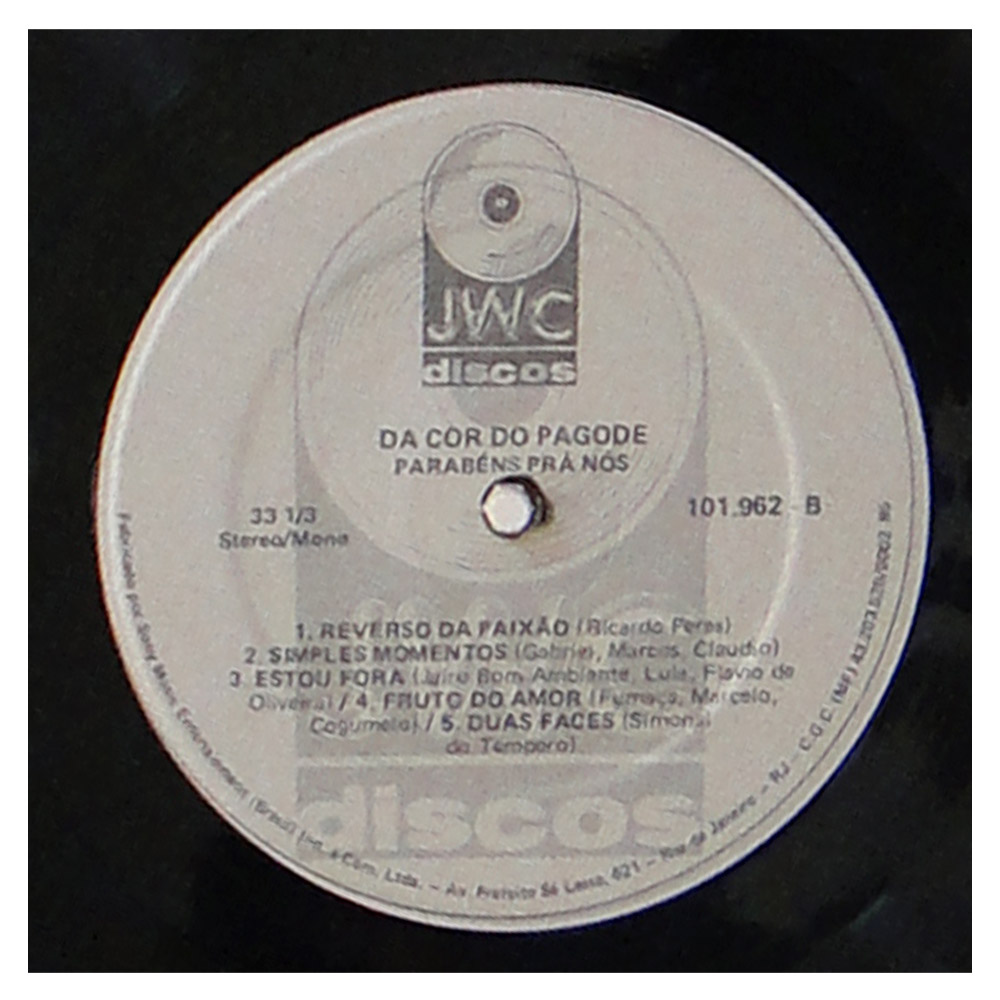 JWC
discos
DA COR DO PAGODE
PARABÉNS PRÁ NÓS
33 1/3
Stereo/Mono
101.962 - B
1. REVERSO DA PAIXÃO (Ricardo Peres)
2. SIMPLES MOMENTOS (Gabriel, Marcos, Claudio)
3. ESTOU FORA (Bom Ambiente, Lula, Flavio de
Oliveira) / 4. FRUTO DO AMOR (Fumaça, Marcelo,
Cogumelo) / 5. DUAS FACES (Simona
do Tempero)
discos
Fabricado por Sony Music Entertainment (Brasil) Ind. e Com. Ltda. – Av. Prefeito Sá Lessa, 621 – Rio de Janeiro – RJ – C.G.C. (MF)